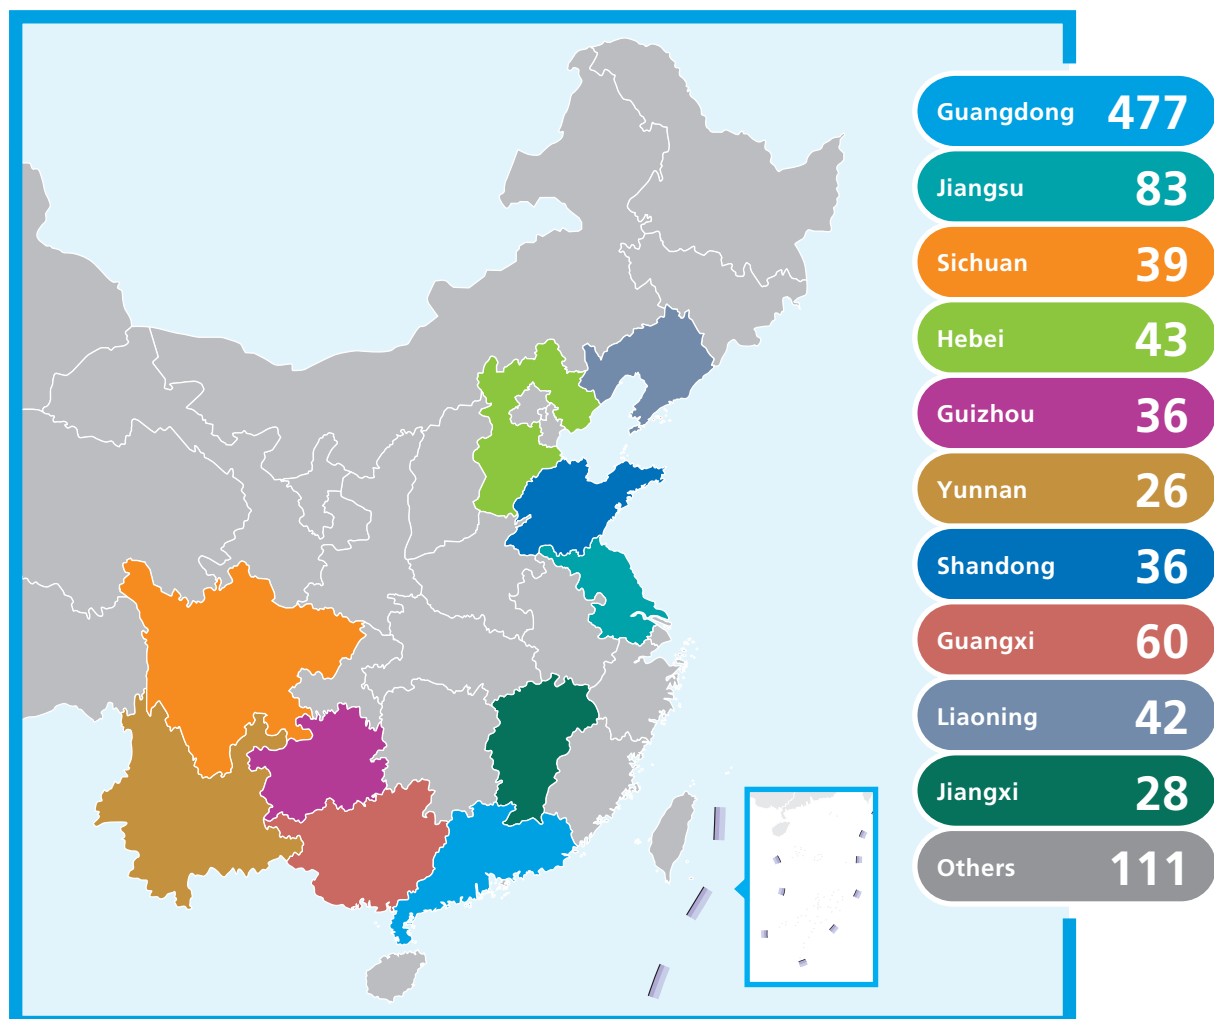 Guangdong 477
Jiangsu 83
Sichuan 39
Hebei 43
Guizhou 36
Yunnan 26
Shandong 36
Guangxi 60
Liaoning 42
Jiangxi 28
Others 111